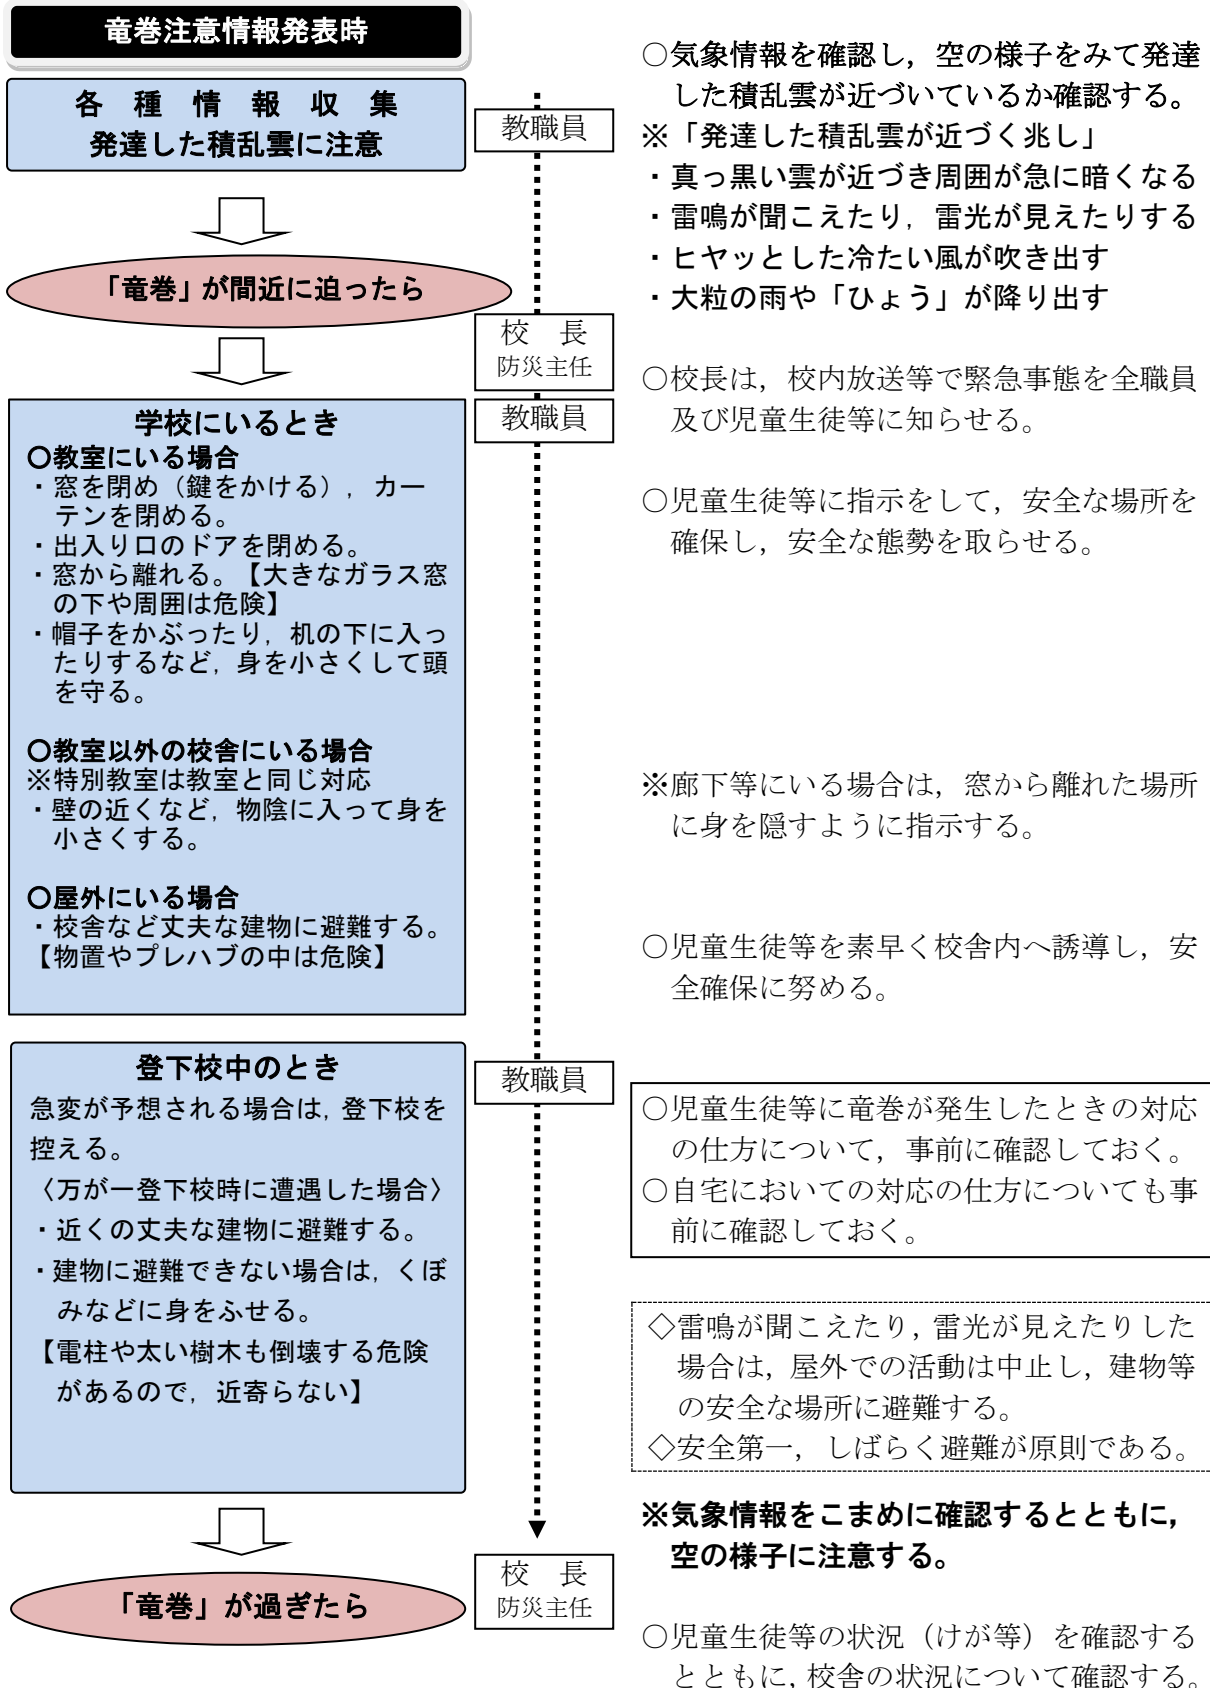 竜巻注意情報発表時
各種情報収集
発達した積乱雲に注意
教職員
○気象情報を確認し，空の様子をみて発達
した積乱雲が近づいているか確認する。
※「発達した積乱雲が近づく兆し」
・真っ黒い雲が近づき周囲が急に暗くなる
・雷鳴が聞こえたり，雷光が見えたりする
・ヒヤッとした冷たい風が吹き出す
・大粒の雨や「ひょう」が降り出す
「竜巻」が間近に迫ったら
校　長
防災主任
○校長は，校内放送等で緊急事態を全職員
及び児童生徒等に知らせる。
学校にいるとき
○教室にいる場合
・窓を閉め（鍵をかける），カー
テンを閉める。
・出入り口のドアを閉める。
・窓から離れる。【大きなガラス窓
の下や周囲は危険】
・帽子をかぶったり，机の下に入っ
たりするなど，身を小さくして頭
を守る。
○教室以外の校舎にいる場合
※特別教室は教室と同じ対応
・壁の近くなど，物陰に入って身を
小さくする。
○屋外にいる場合
・校舎など丈夫な建物に避難する。
【物置やプレハブの中は危険】
教職員
○児童生徒等に指示をして，安全な場所を
確保し，安全な態勢を取らせる。
※廊下等にいる場合は，窓から離れた場所
に身を隠すように指示する。
○児童生徒等を素早く校舎内へ誘導し，安
全確保に努める。
登下校中のとき
急変が予想される場合は，登下校を
控える。
〈万が一登下校時に遭遇した場合〉
・近くの丈夫な建物に避難する。
・建物に避難できない場合は，くぼ
みなどに身をふせる。
【電柱や太い樹木も倒壊する危険
があるので，近寄らない】
教職員
○児童生徒等に竜巻が発生したときの対応
の仕方について，事前に確認しておく。
○自宅においての対応の仕方についても事
前に確認しておく。
◇雷鳴が聞こえたり，雷光が見えたりした
場合は，屋外での活動は中止し，建物等
の安全な場所に避難する。
◇安全第一，しばらく避難が原則である。
※気象情報をこまめに確認するとともに，
空の様子に注意する。
「竜巻」が過ぎたら
校　長
防災主任
○児童生徒等の状況（けが等）を確認する
とともに，校舎の状況について確認する。